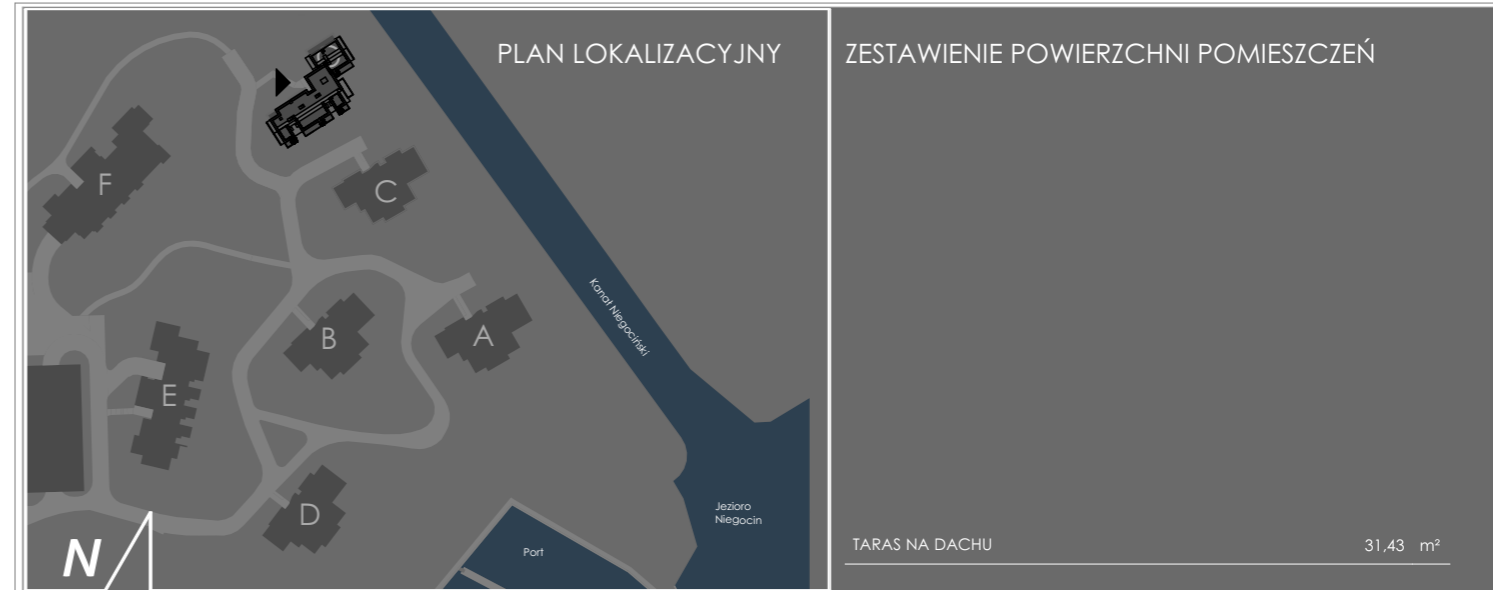 PLAN LOKALIZACYJNY
ZESTAWIENIE POWIERZCHNI POMIESZCZEŃ
F
C
Kanał Niegociński
B
A
E
D
Jezioro
Niegocin
Port
N
TARAS NA DACHU 31,43 m²